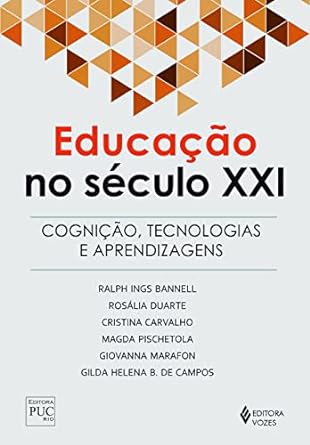 Educação
no século XXI
COGNIÇÃO, TECNOLOGIAS
E APRENDIZAGENS
RALPH INGS BANNELL
ROSÁLIA DUARTE
CRISTINA CARVALHO
MAGDA PISCHETOLA
GIOVANNA MARAFON
GILDA HELENA B. DE CAMPOS
EDITORA
PUC
RIO
EDITORA
VOZES